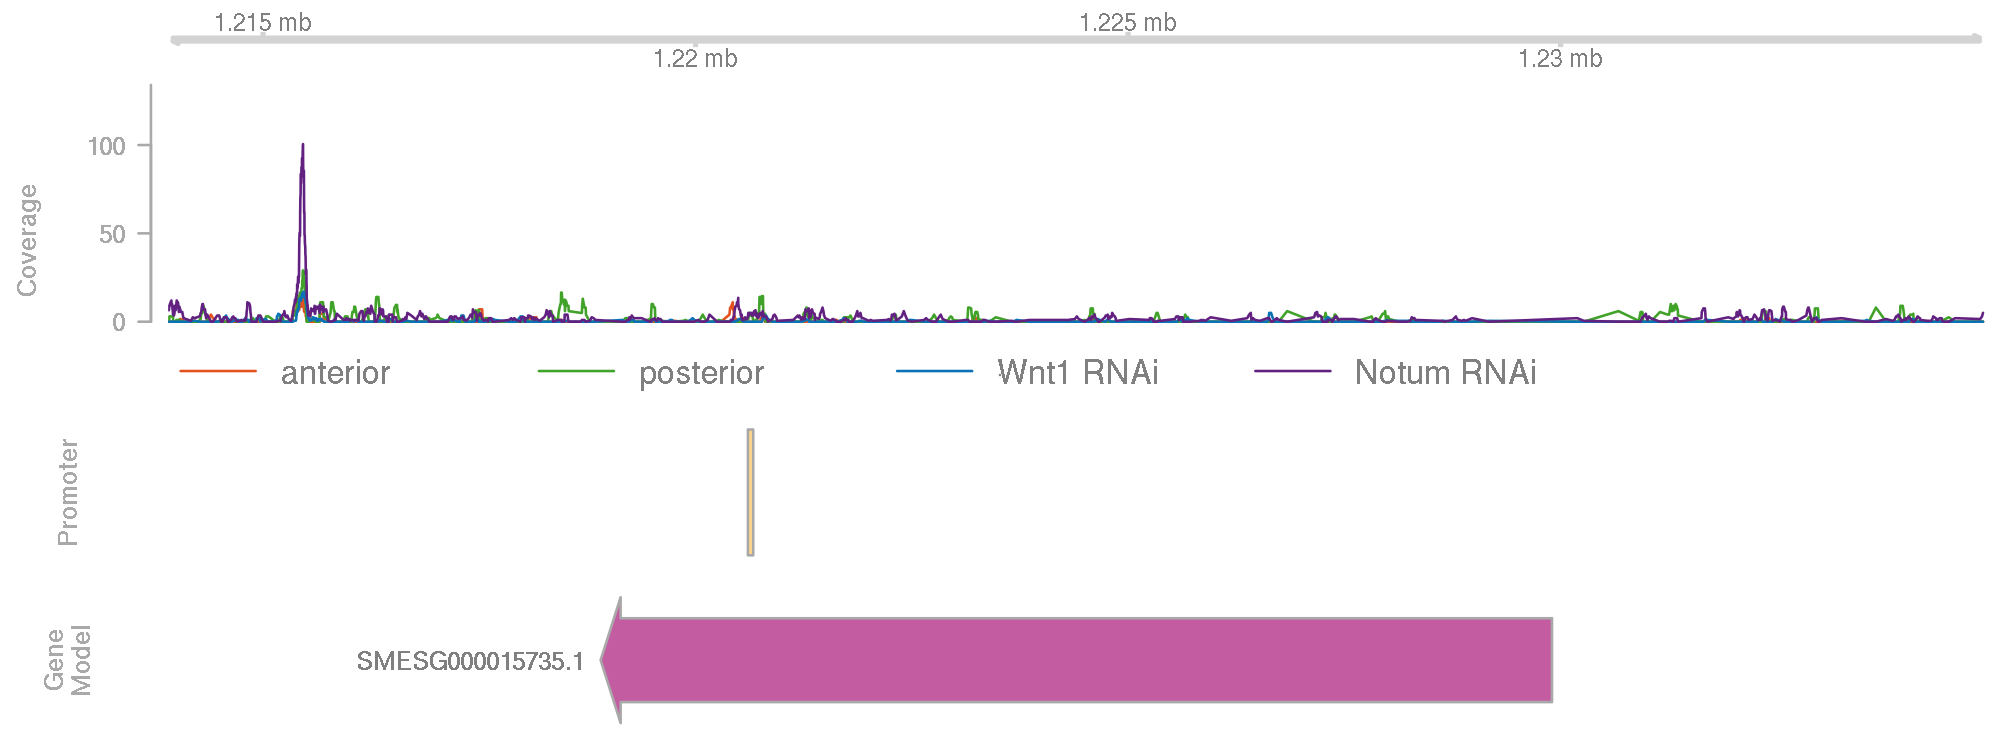 1.215 mb
1.225 mb
1.22 mb
1.23 mb
Coverage
100
50
0
anterior
posterior
Wnt1 RNAi
Notum RNAi
Promoter
Gene
Model
SMESG000015735.1